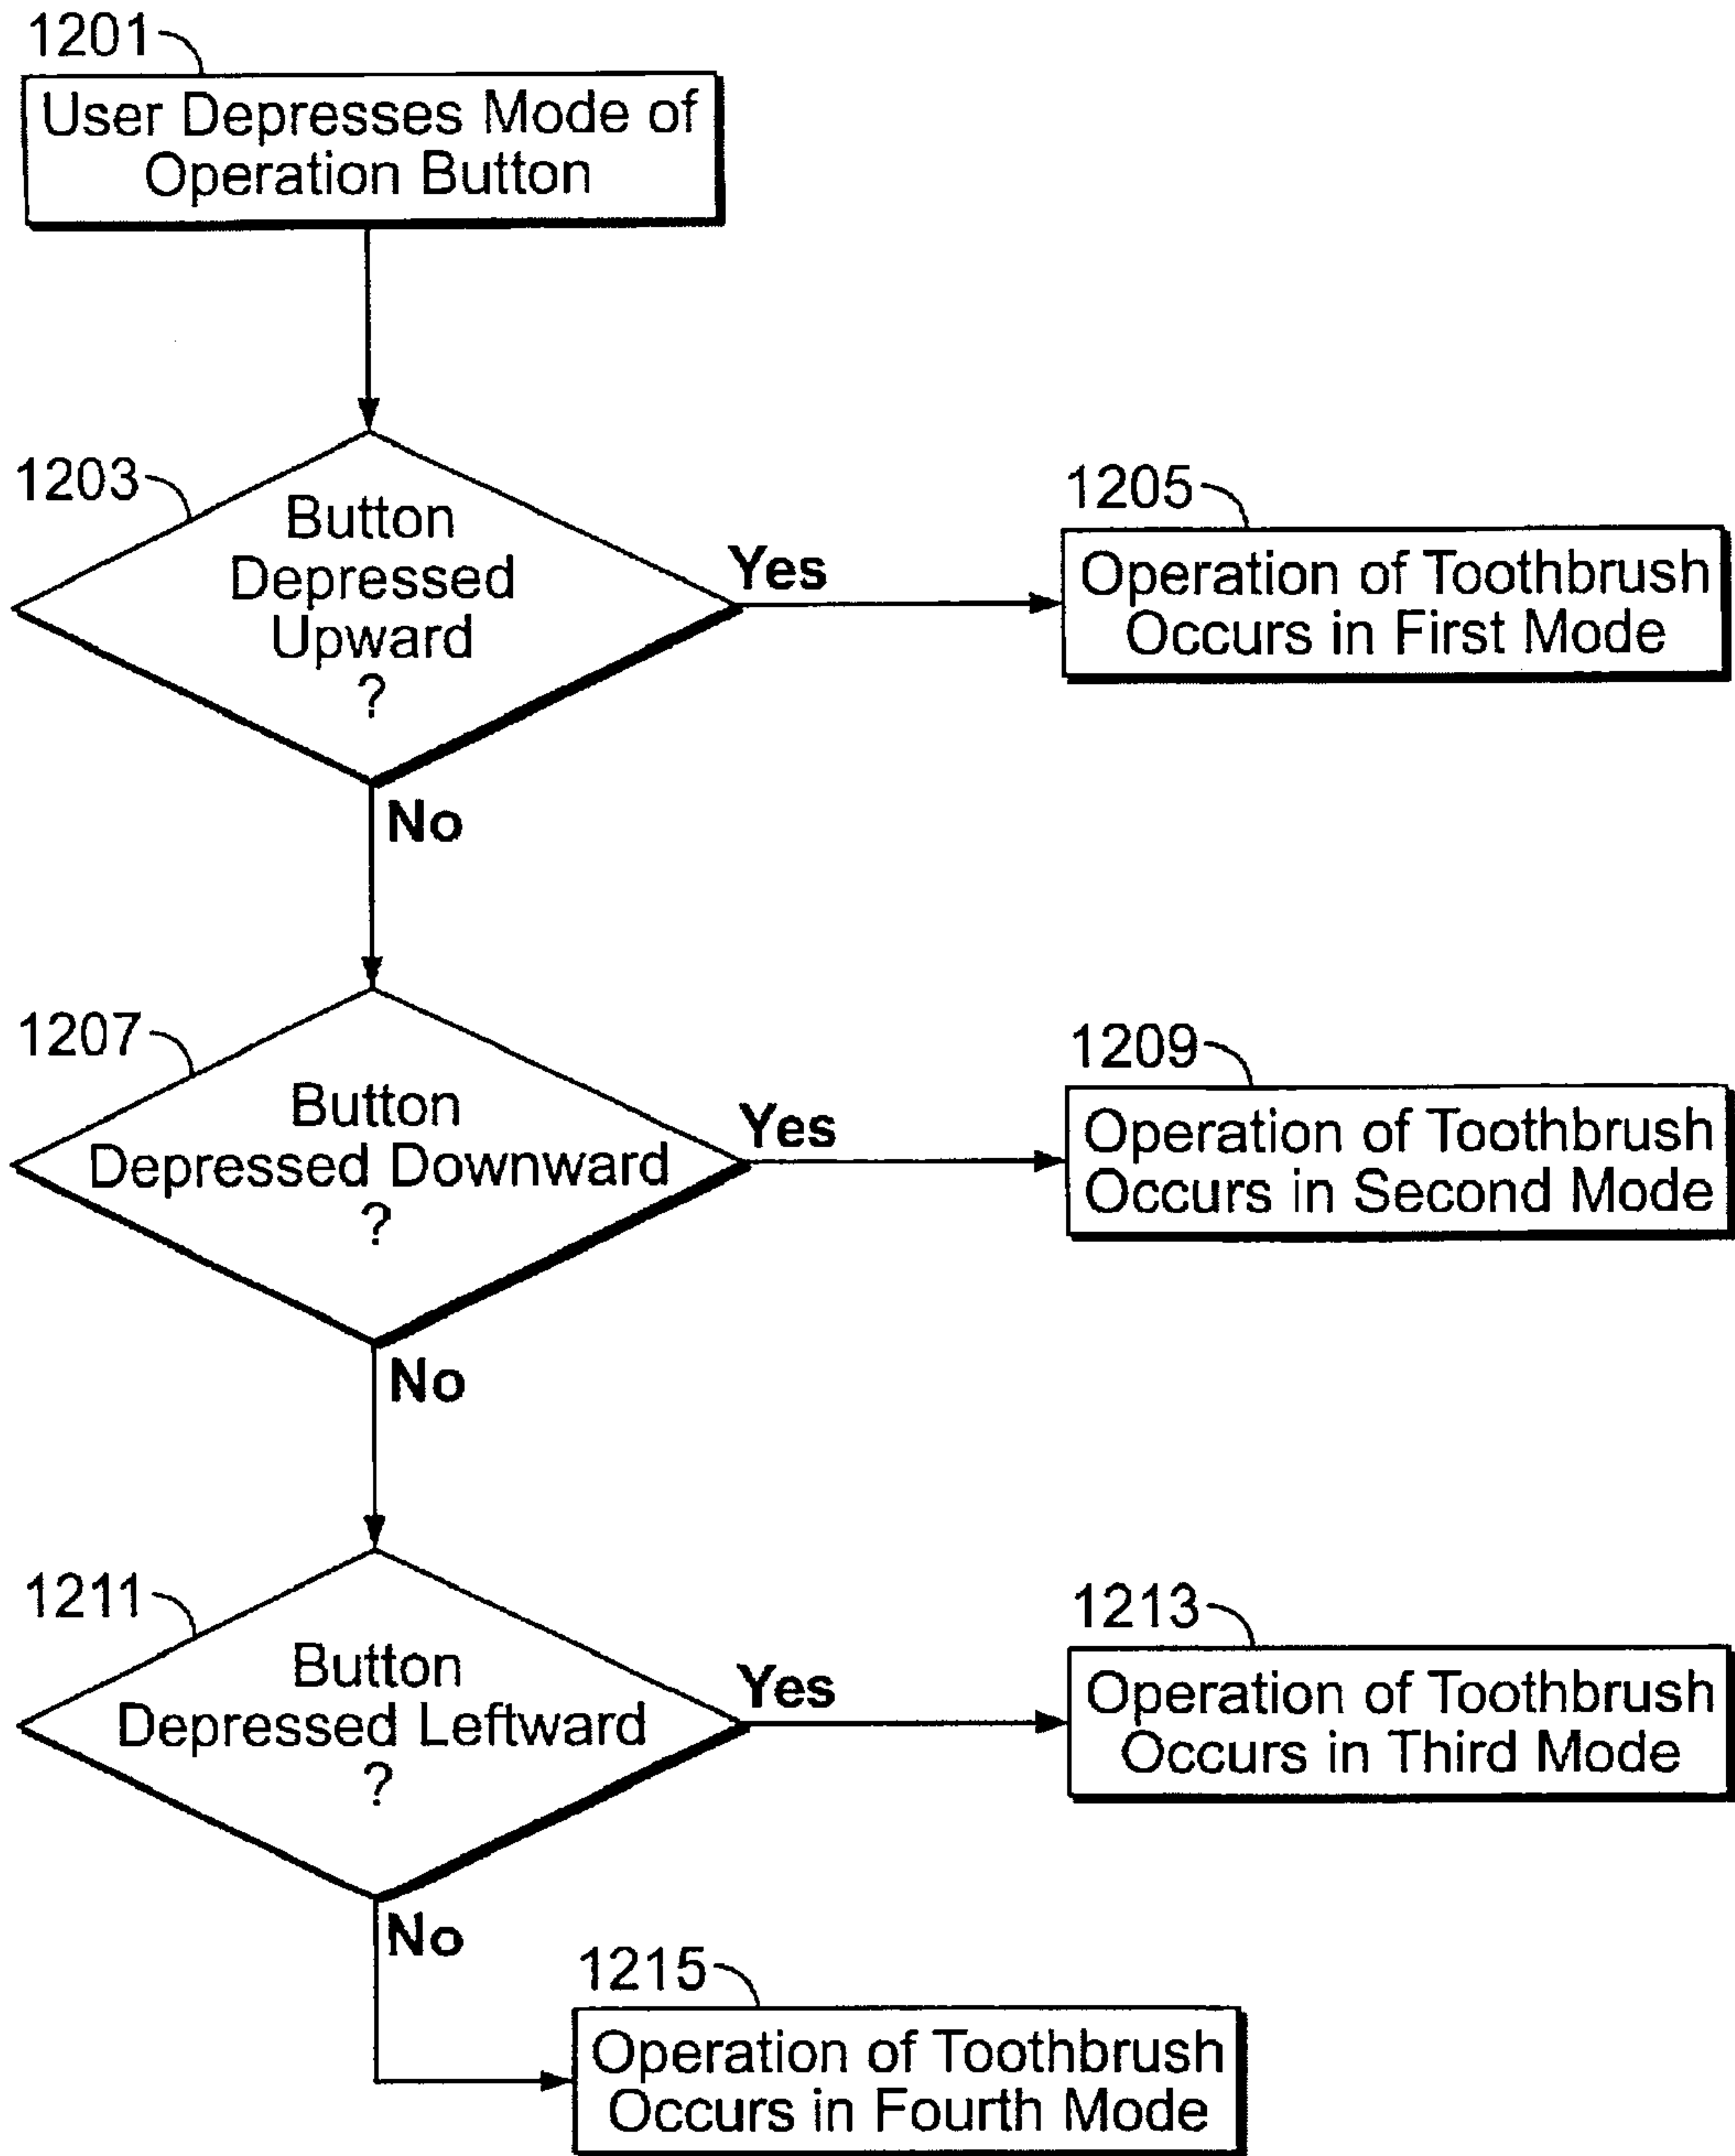 1201
User Depresses Mode of
Operation Button
1203
Button
Depressed
Upward
?
Yes
1205
Operation of Toothbrush
Occurs in First Mode
No
1207
Button
Depressed Downward
?
Yes
1209
Operation of Toothbrush
Occurs in Second Mode
No
1211
Button
Depressed Leftward
?
Yes
1213
Operation of Toothbrush
Occurs in Third Mode
No
1215
Operation of Toothbrush
Occurs in Fourth Mode